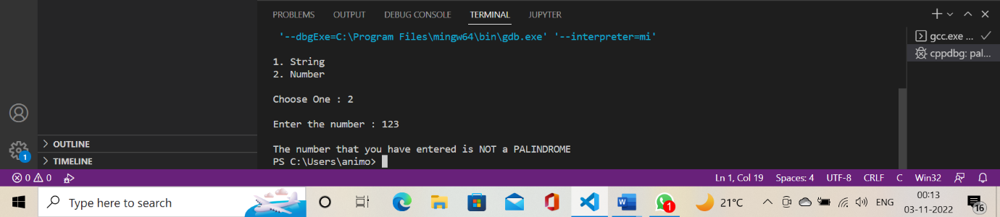 PROBLEMS OUTPUT DEBUG CONSOLE TERMINAL JUPYTER
'--dbgExe=C:\Program Files\mingw64\bin\gdb.exe' '--interpreter=mi'
1. String
2. Number
Choose One : 2
Enter the number : 123
The number that you have entered is NOT a PALINDROME
PS C:\Users\animo>
gcc.exe ...
cppdbg: pal...
1
OUTLINE
TIMELINE
0 0
Ln 1, Col 19 Spaces: 4 UTF-8 CRLF C Win32
Type here to search
W
1
21°C
ENG
00:13
03-11-2022
16